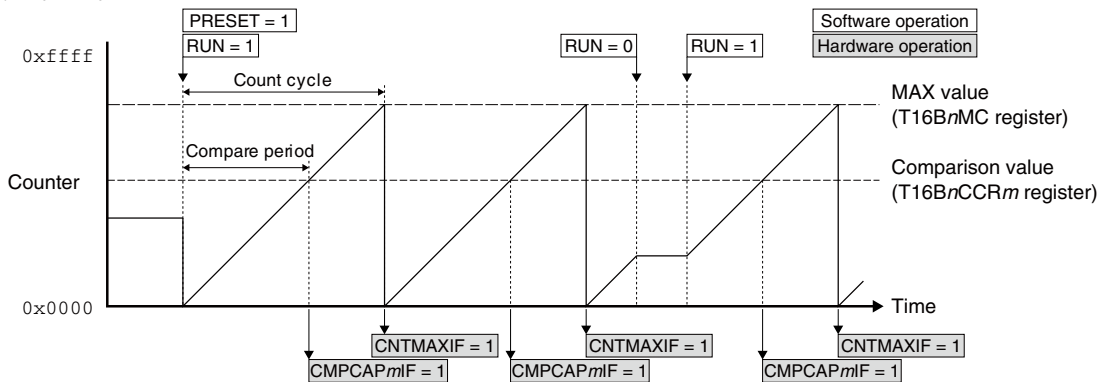 PRESET = 1
RUN = 1
RUN = 0
RUN = 1
Software operation
Hardware operation
0xffff
Count cycle
MAX value
(T16BnMC register)
Compare period
Comparison value
(T16BnCCRm register)
Counter
0x0000
Time
CNTMAXIF = 1
CNTMAXIF = 1
CNTMAXIF = 1
CMPCAPmIF = 1
CMPCAPmIF = 1
CMPCAPmIF = 1